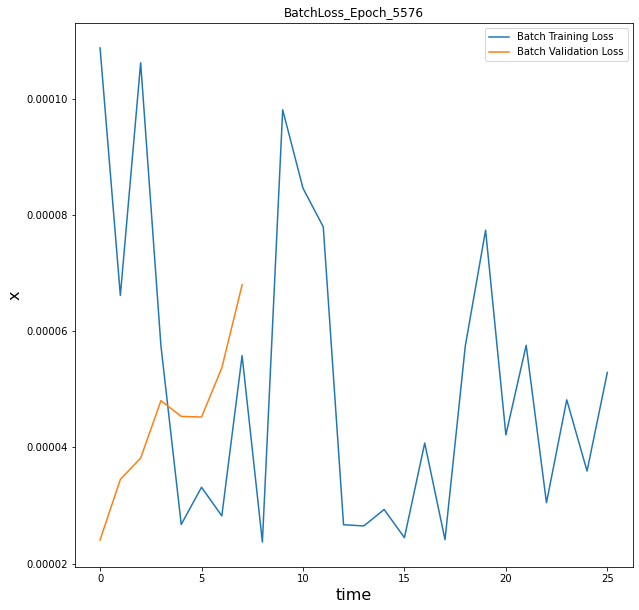 BatchLoss_Epoch_5576
Batch Training Loss
Batch Validation Loss
0.00010
0.00008
0.00006
0.00004
0.00002
x
0 5 10 15 20 25
time